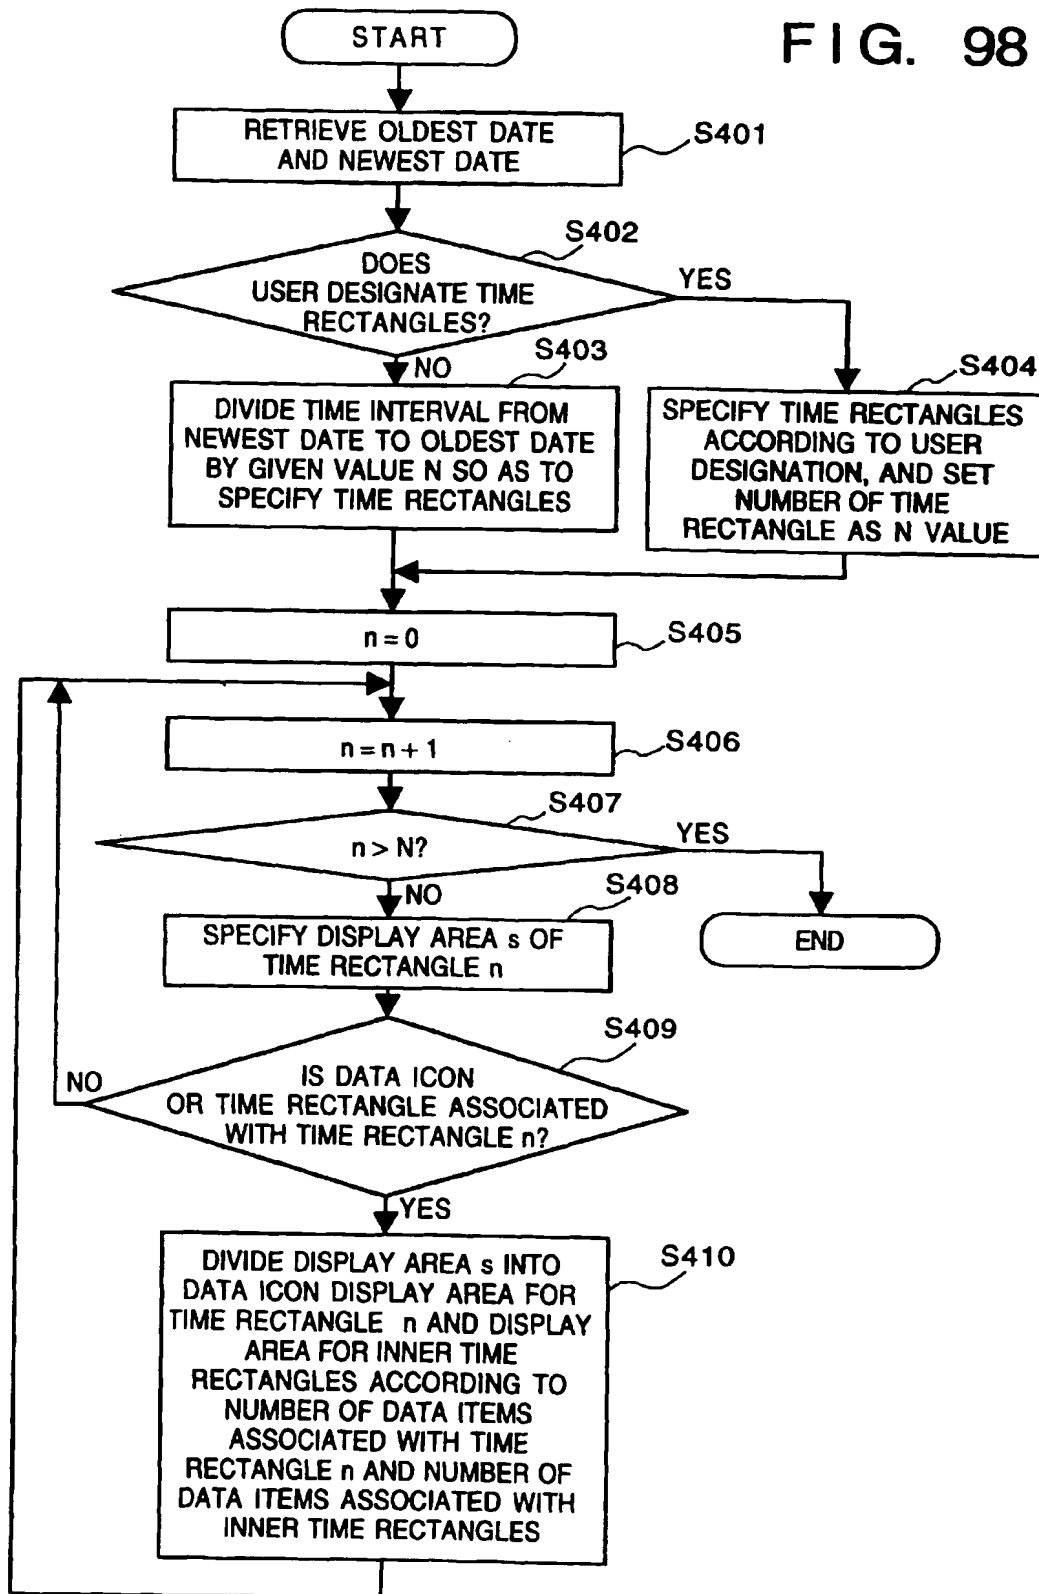 FIG. 98
START
RETRIEVE OLDEST DATE
AND NEWEST DATE
S401
S402
DOES
USER DESIGNATE TIME
RECTANGLES?
YES
NO
S403
DIVIDE TIME INTERVAL FROM
NEWEST DATE TO OLDEST DATE
BY GIVEN VALUE N SO AS TO
SPECIFY TIME RECTANGLES
S404
SPECIFY TIME RECTANGLES
ACCORDING TO USER
DESIGNATION, AND SET
NUMBER OF TIME
RECTANGLE AS N VALUE
n = 0
S405
n = n + 1
S406
S407
n > N?
YES
NO
END
S408
SPECIFY DISPLAY AREA s OF
TIME RECTANGLE n
S409
IS DATA ICON
OR TIME RECTANGLE ASSOCIATED
WITH TIME RECTANGLE n?
NO
YES
S410
DIVIDE DISPLAY AREA s INTO
DATA ICON DISPLAY AREA FOR
TIME RECTANGLE n AND DISPLAY
AREA FOR INNER TIME
RECTANGLES ACCORDING TO
NUMBER OF DATA ITEMS
ASSOCIATED WITH TIME
RECTANGLE n AND NUMBER OF
DATA ITEMS ASSOCIATED WITH
INNER TIME RECTANGLES